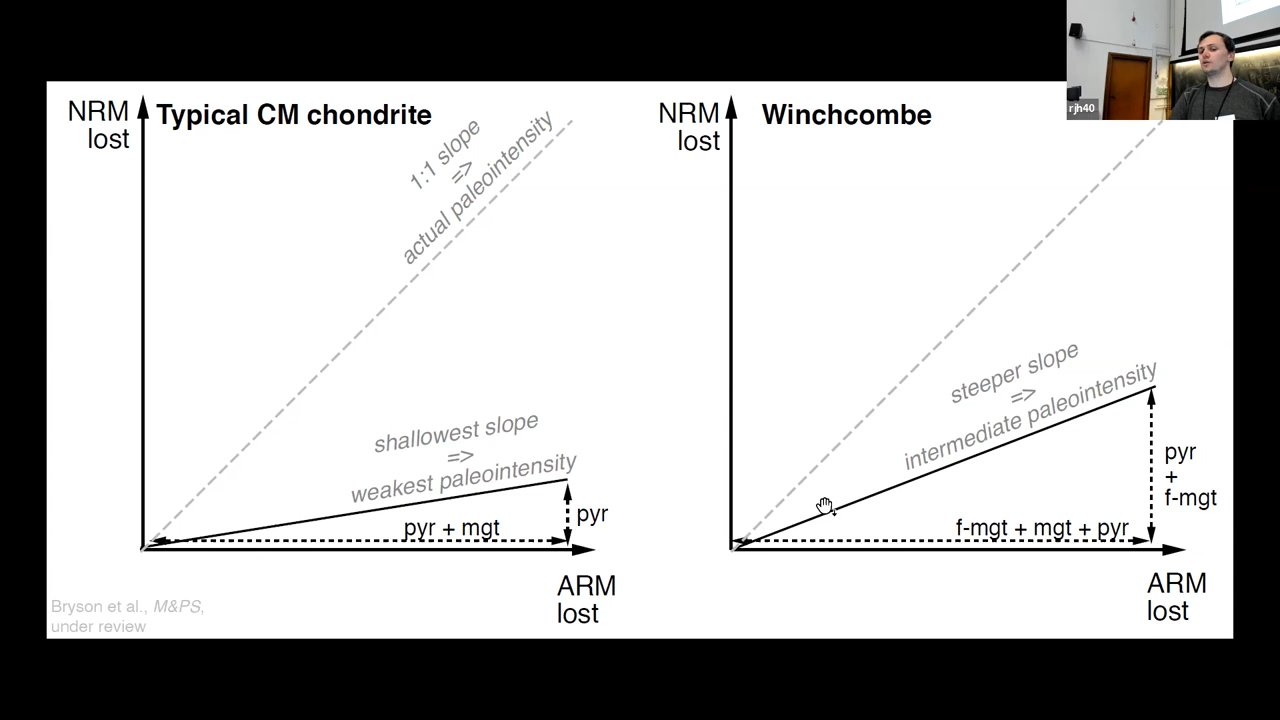 NRM
lost
Typical CM chondrite
1:1 slope
=>
actual paleointensity
shallowest slope
=>
weakest paleointensity
pyr + mgt
pyr
ARM
lost
Bryson et al., M&PS,
under review
NRM
lost
Winchcombe
steeper slope
=>
intermediate paleointensity
pyr
+
f-mgt
f-mgt + mgt + pyr
ARM
lost
rjh40